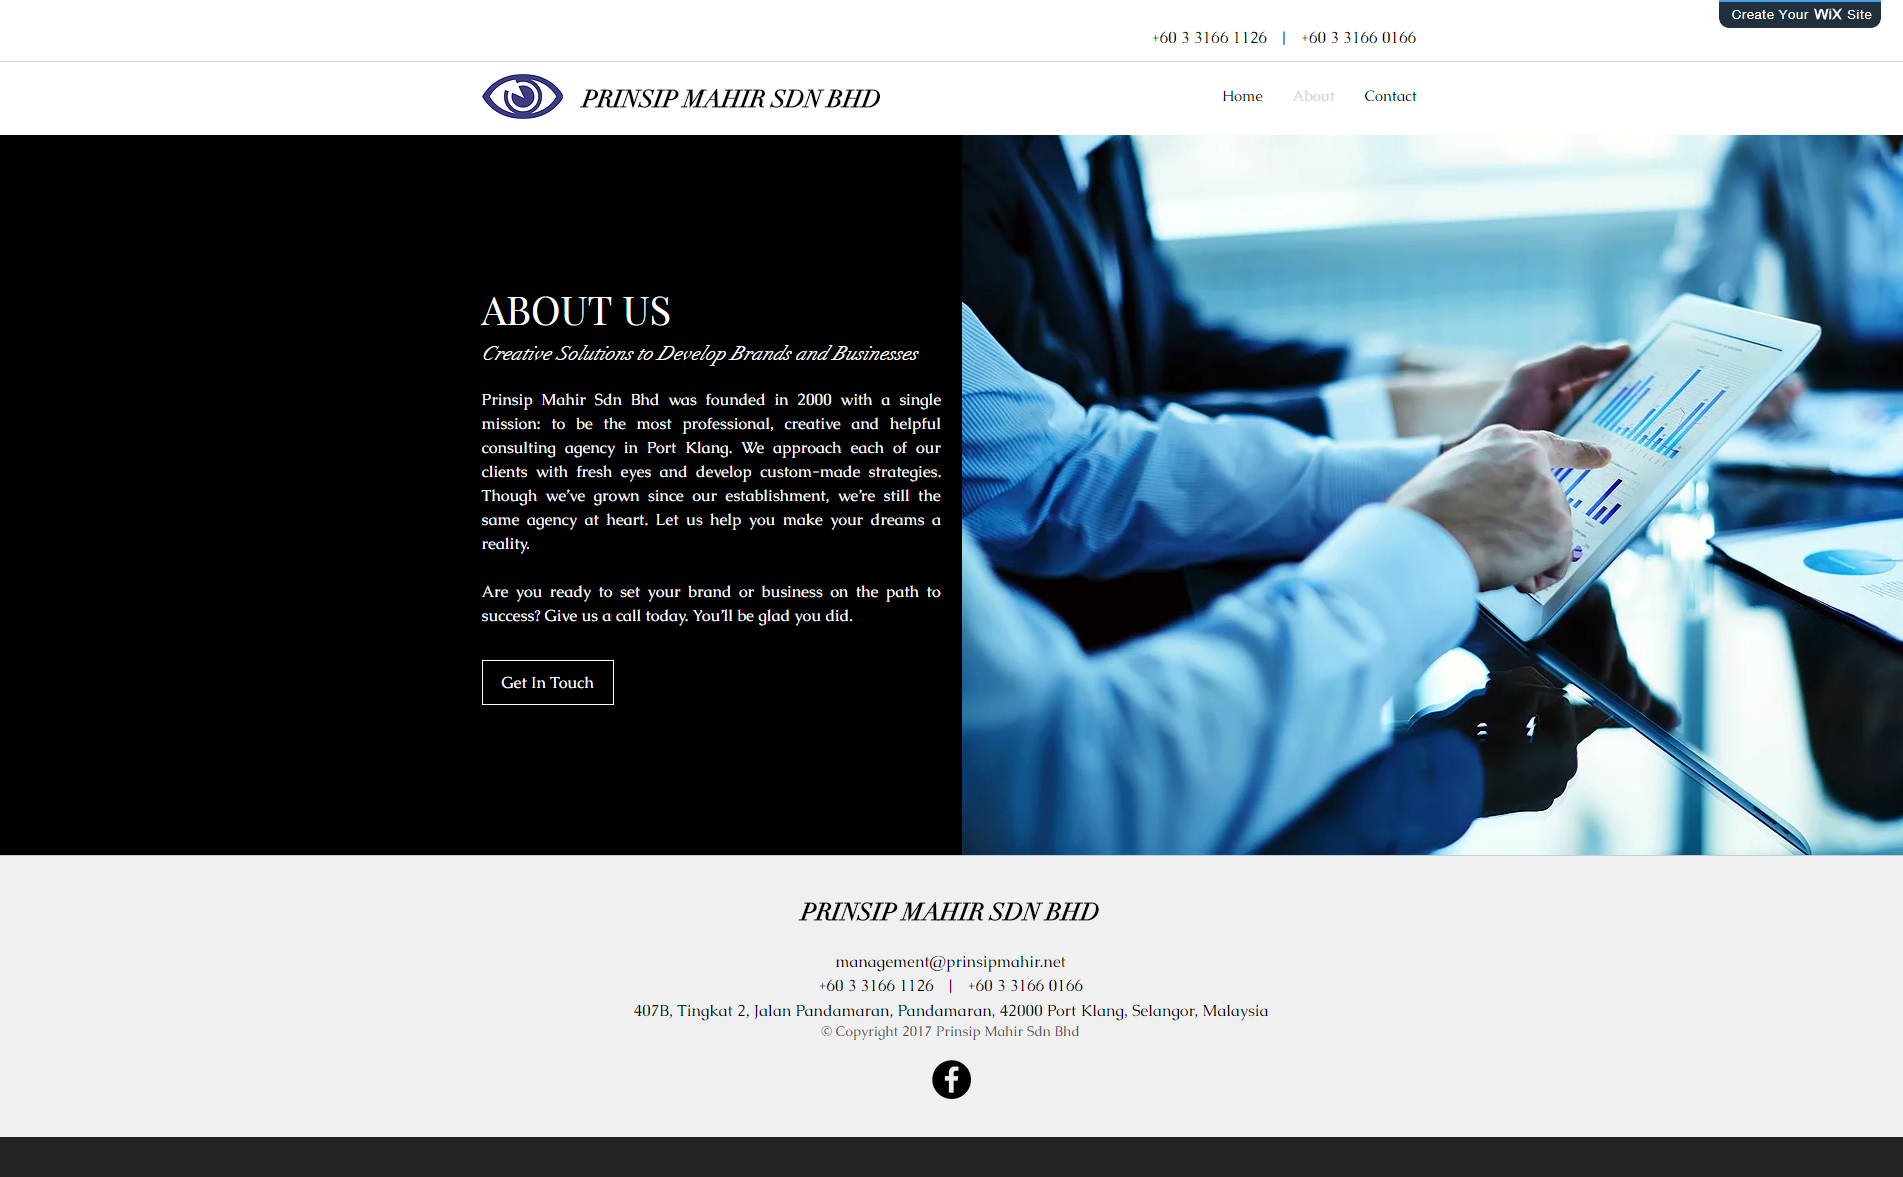 Create Your WiX Site
+60 3 3166 1126 | +60 3 3166 0166
PRINSIP MAHIR SDN BHD
Home About Contact
ABOUT US
Creative Solutions to Develop Brands and Businesses
Prinsip Mahir Sdn Bhd was founded in 2000 with a single
mission: to be the most professional, creative and helpful
consulting agency in Port Klang. We approach each of our
clients with fresh eyes and develop custom-made strategies.
Though we’ve grown since our establishment, we’re still the
same agency at heart. Let us help you make your dreams a
reality.
Are you ready to set your brand or business on the path to
success? Give us a call today. You’ll be glad you did.
Get In Touch
PRINSIP MAHIR SDN BHD
management@prinsipmahir.net
+60 3 3166 1126 | +60 3 3166 0166
407B, Tingkat 2, Jalan Pandamaran, Pandamaran, 42000 Port Klang, Selangor, Malaysia
© Copyright 2017 Prinsip Mahir Sdn Bhd